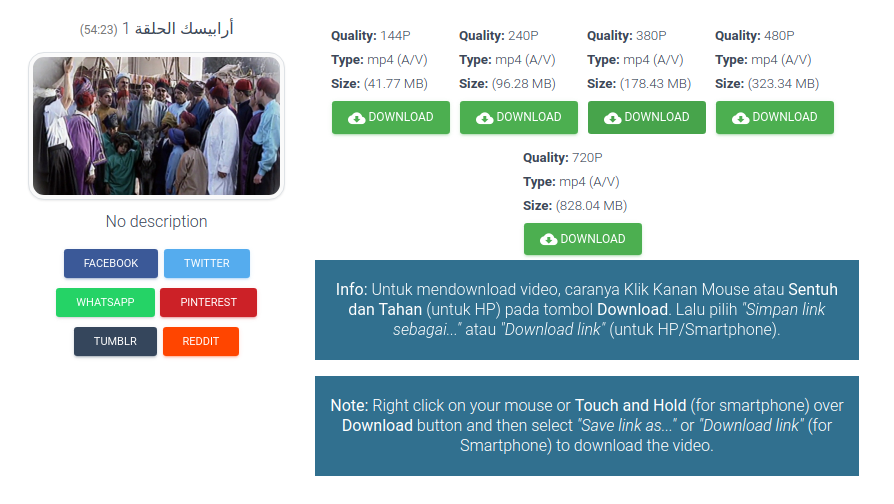 أرابيسك الحلقة 1 (54:23)
No description
FACEBOOK
TWITTER
WHATSAPP
PINTEREST
TUMBLR
REDDIT
Quality: 144P
Type: mp4 (A/V)
Size: (41.77 MB)
DOWNLOAD
Quality: 240P
Type: mp4 (A/V)
Size: (96.28 MB)
DOWNLOAD
Quality: 380P
Type: mp4 (A/V)
Size: (178.43 MB)
DOWNLOAD
Quality: 480P
Type: mp4 (A/V)
Size: (323.34 MB)
DOWNLOAD
Quality: 720P
Type: mp4 (A/V)
Size: (828.04 MB)
DOWNLOAD
Info: Untuk mendownload video, caranya Klik Kanan Mouse atau Sentuh
dan Tahan (untuk HP) pada tombol Download. Lalu pilih "Simpan link
sebagai..." atau "Download link" (untuk HP/Smartphone).
Note: Right click on your mouse or Touch and Hold (for smartphone) over
Download button and then select "Save link as..." or "Download link" (for
Smartphone) to download the video.